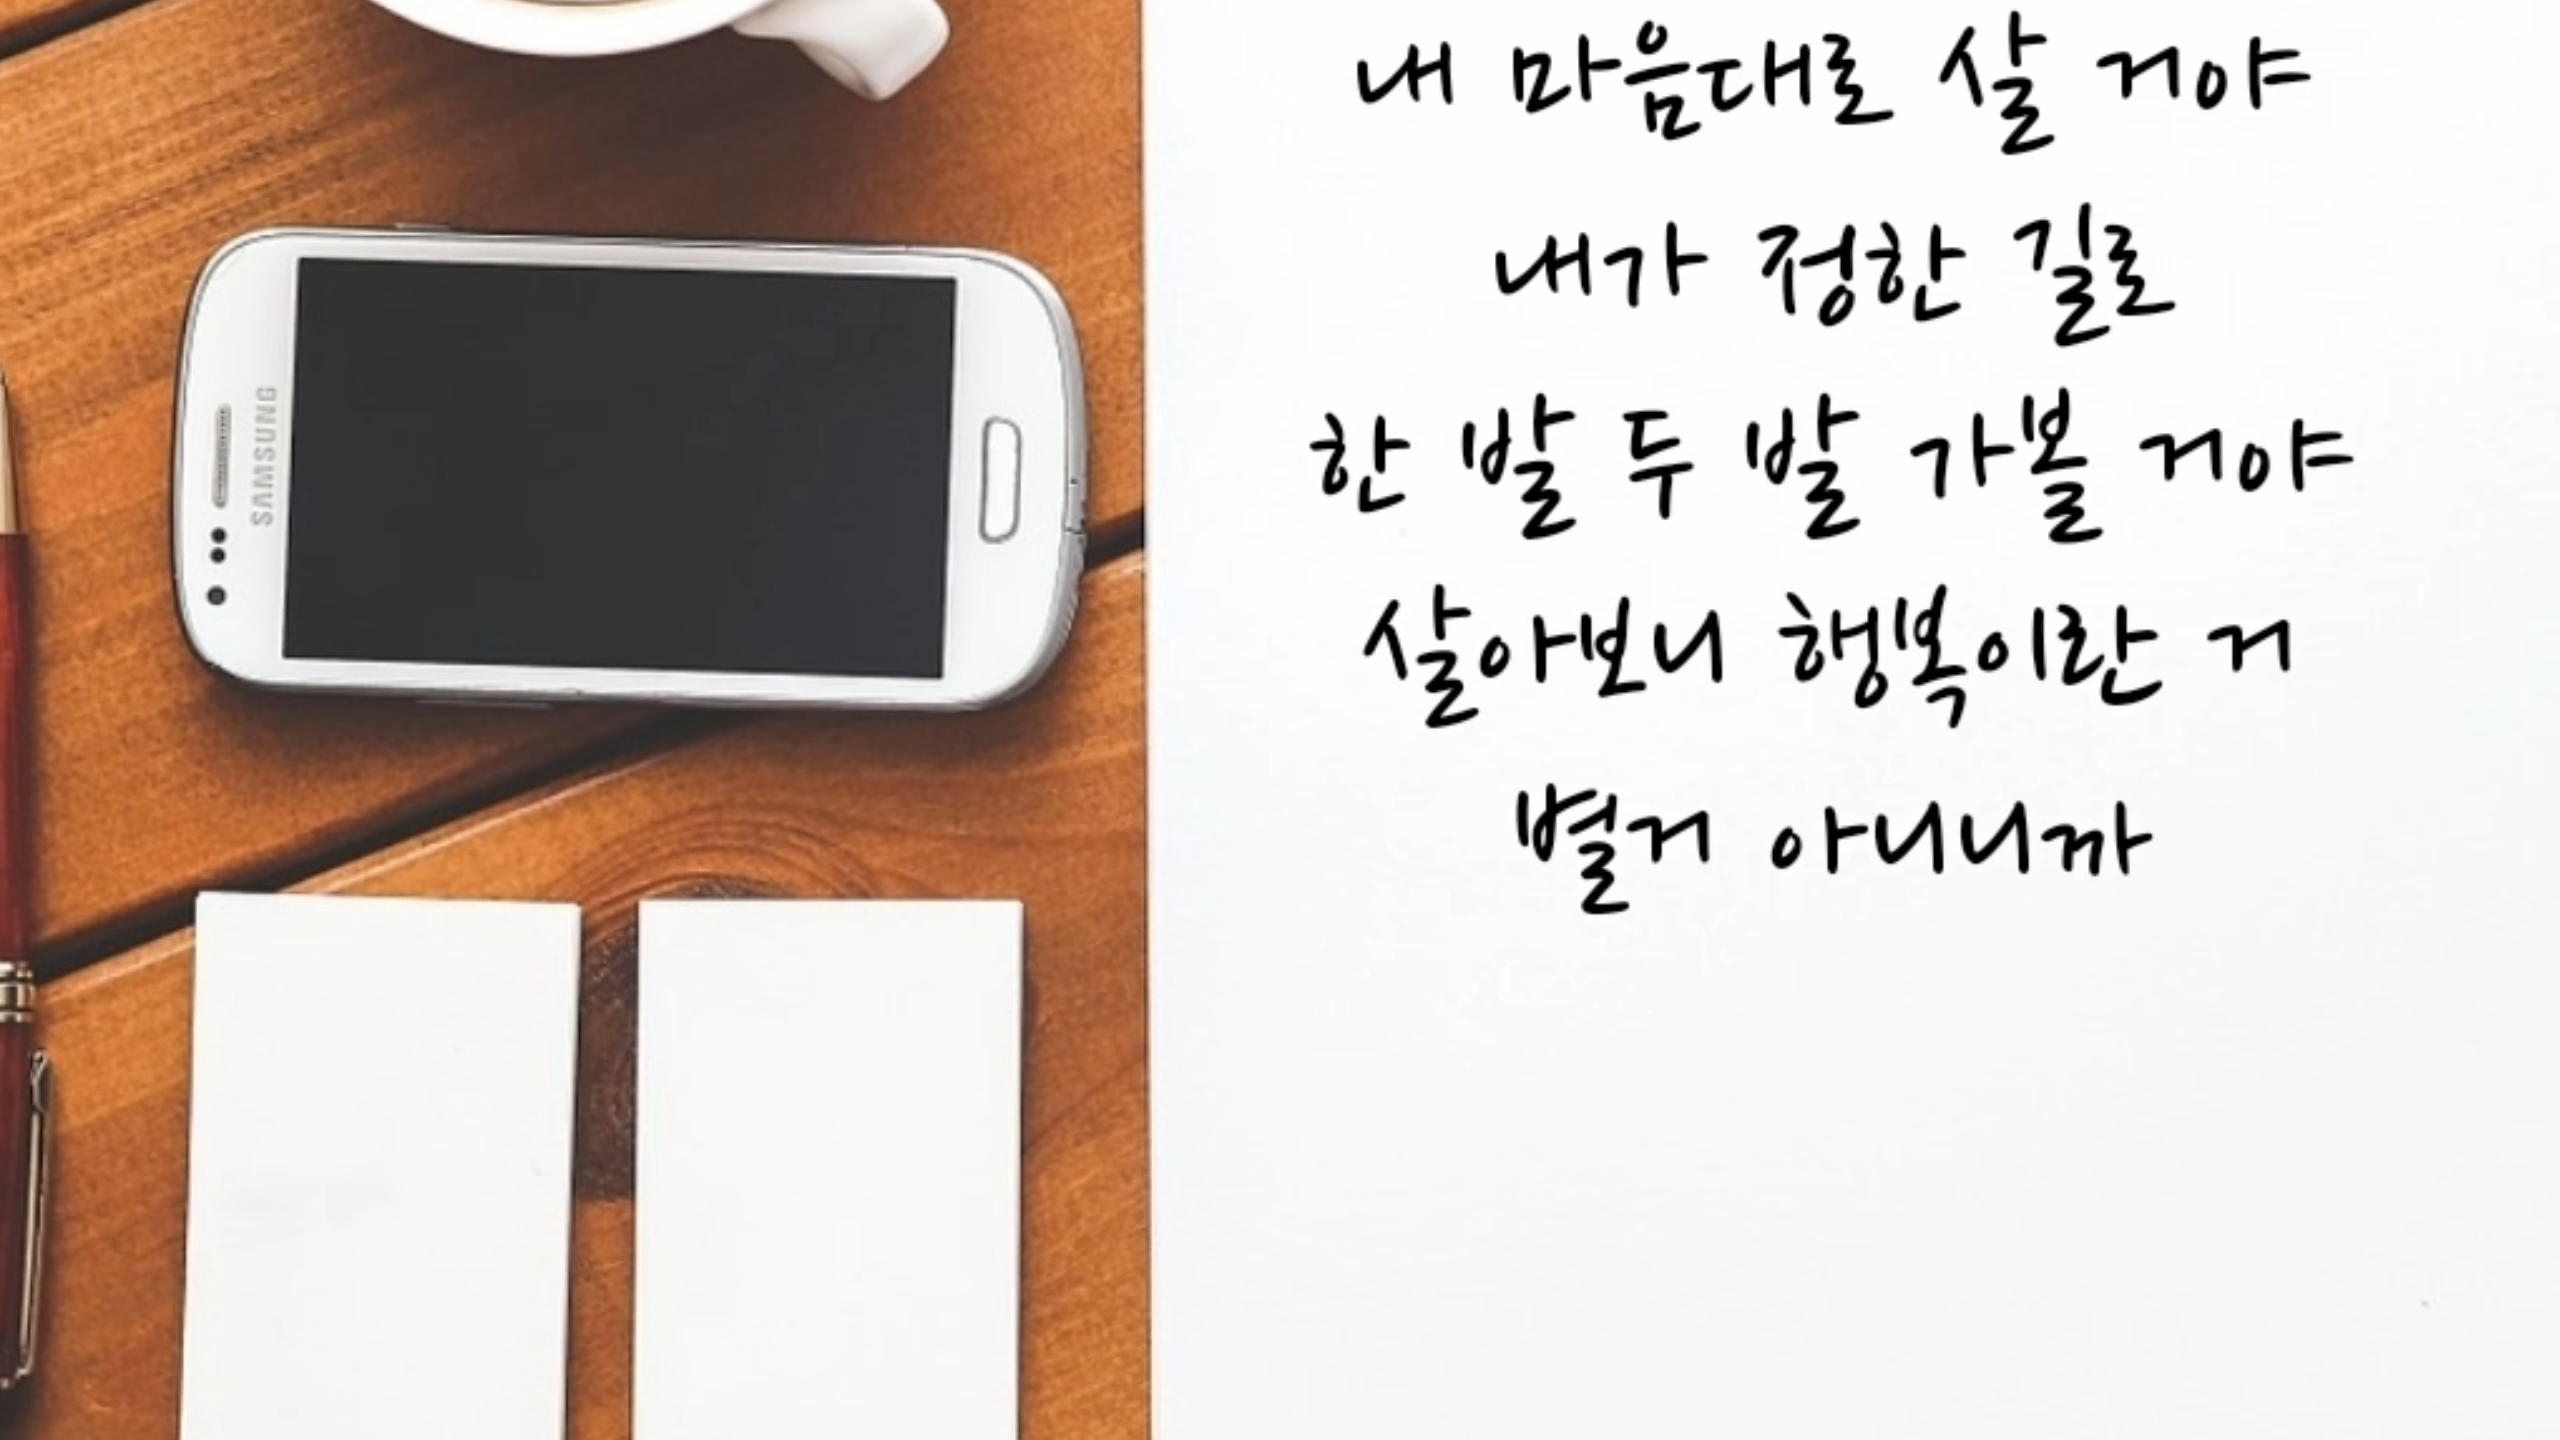 SAMSUNG
내 마음대로 살 거야
내가 정한 길로
한 발 두 발 가볼 거야
살아보니 행복이란 거
별거 아니니까